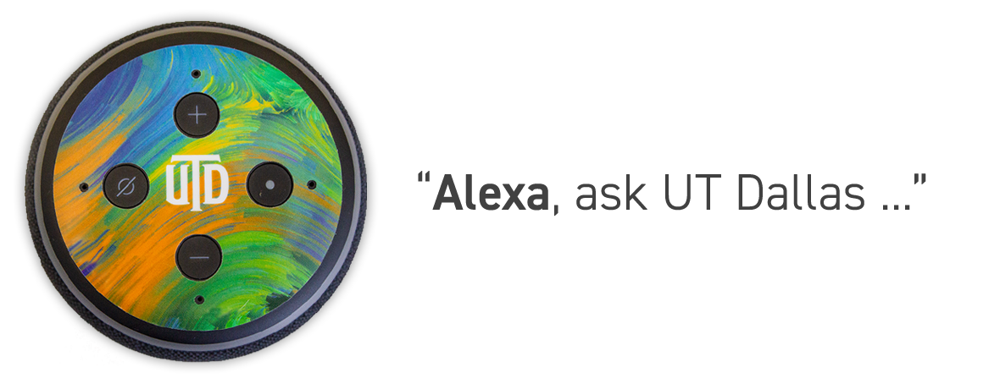 UTD
“Alexa, ask UT Dallas ...”